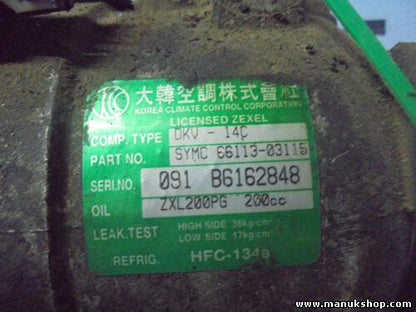 大韓空調株式會社
KOREA CLIMATE CONTROL CORPORATION
LICENSED ZEXEL
COMP. TYPE DKV - 14C
PART NO. SYMC 66113-03115
SERI.NO. 091 B6162848
OIL ZXL200PG 200cc
LEAK.TEST HIGH SIDE 36kg/cm²
LOW SIDE 17kg/cm²
REFRIG. HFC-134a
www.manukshop.com